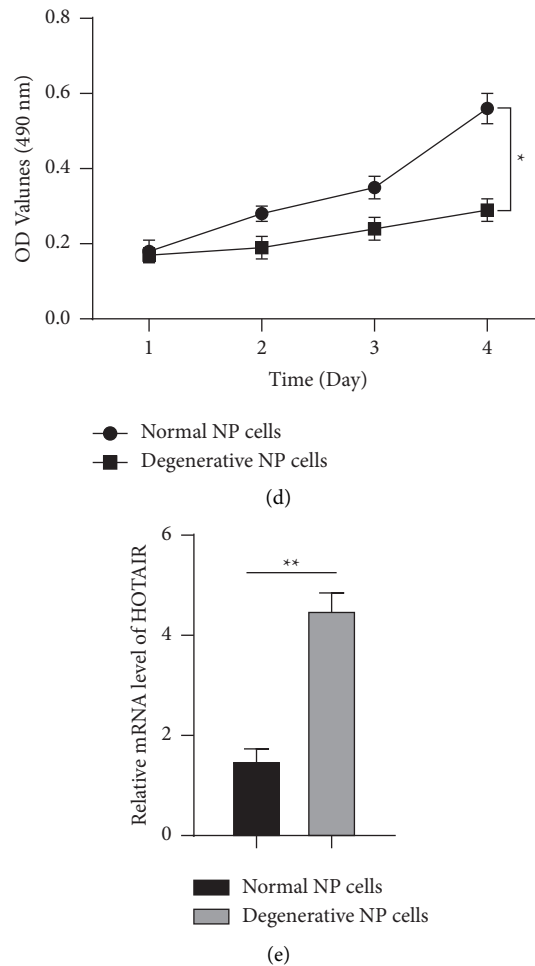 OD Valunes (490 nm)
0.8
0.6
0.4
0.2
0.0
1 2 3 4
Time (Day)
*
Normal NP cells
Degenerative NP cells
(d)
Relative mRNA level of HOTAIR
6
4
2
0
**
Normal NP cells
Degenerative NP cells
(e)